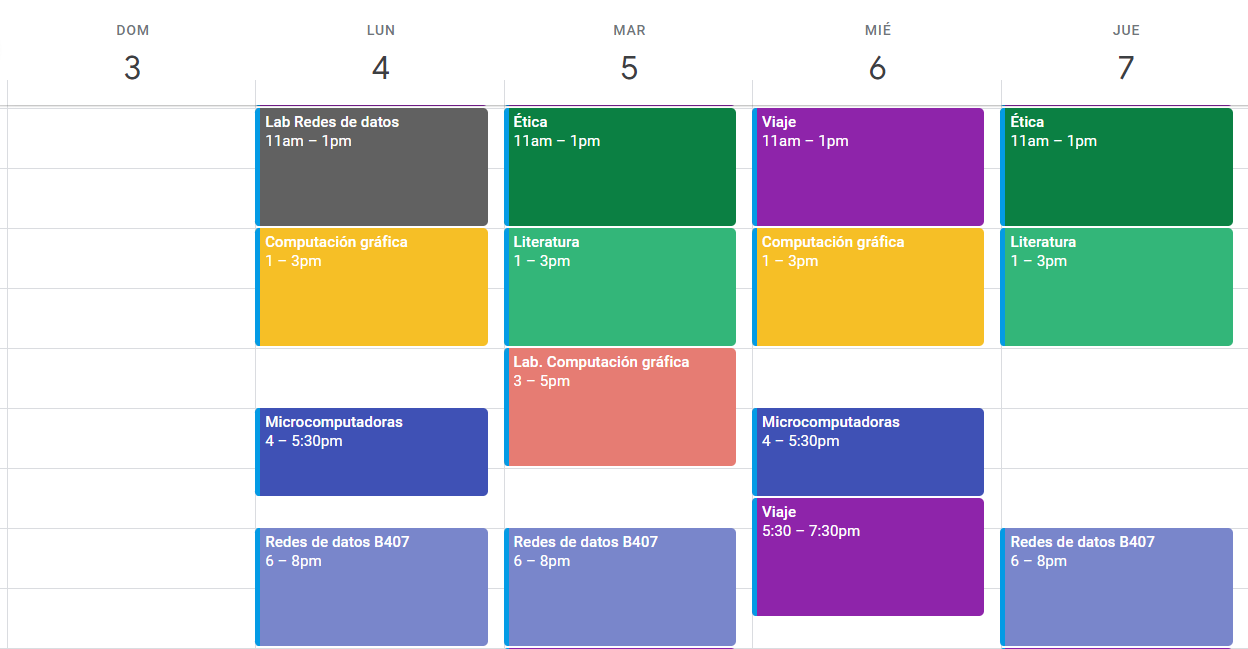 DOM
3
LUN
4
MAR
5
MIÉ
6
JUE
7
Lab Redes de datos
11am – 1pm
Computación gráfica
1 – 3pm
Microcomputadoras
4 – 5:30pm
Redes de datos B407
6 – 8pm
Ética
11am – 1pm
Literatura
1 – 3pm
Lab. Computación gráfica
3 – 5pm
Redes de datos B407
6 – 8pm
Viaje
11am – 1pm
Computación gráfica
1 – 3pm
Microcomputadoras
4 – 5:30pm
Viaje
5:30 – 7:30pm
Ética
11am – 1pm
Literatura
1 – 3pm
Redes de datos B407
6 – 8pm